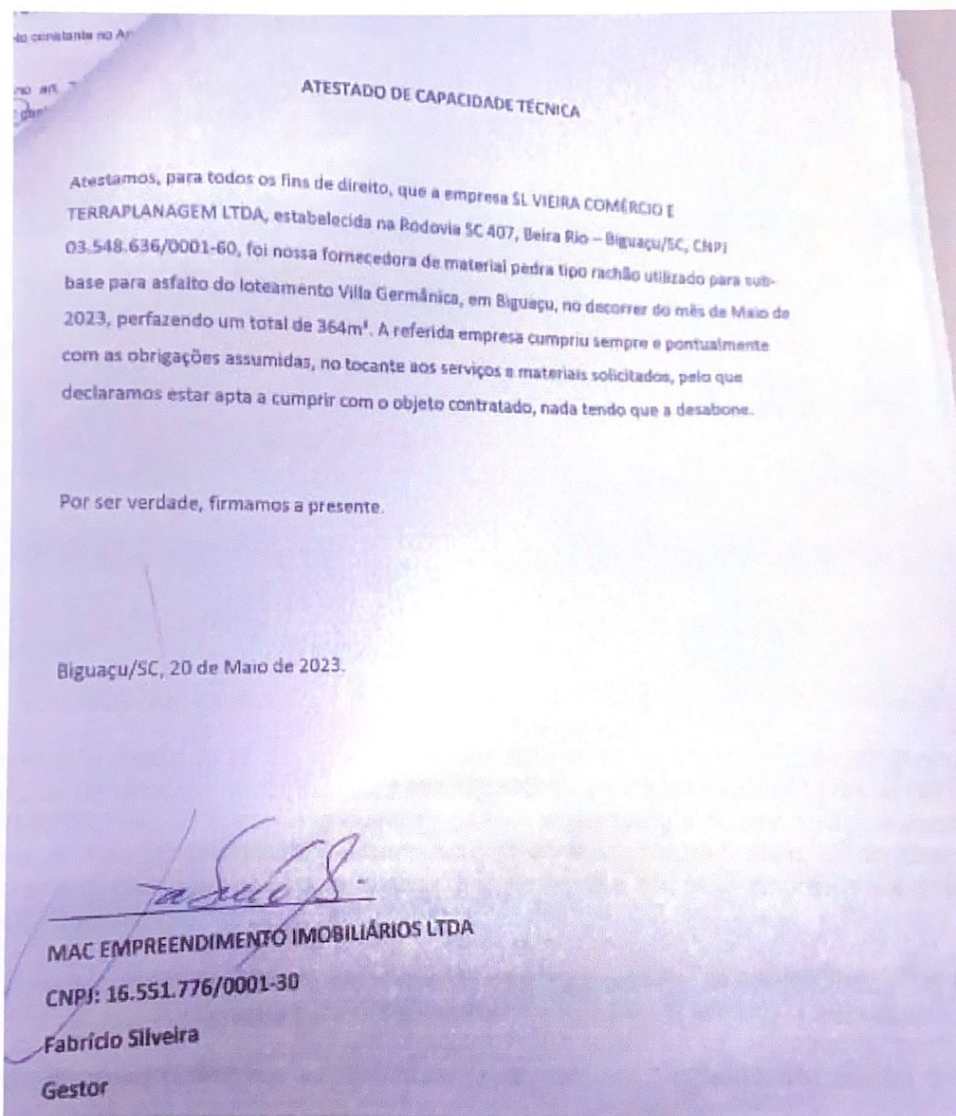 to constante no
no art.
ATESTADO DE CAPACIDADE TÉCNICA
Atestamos, para todos os fins de direito, que a empresa SL VIEIRA COMÉRCIO E
TERRAPLANAGEM LTDA, estabelecida na Rodovia SC 407, Beira Rio – Biguaçu/SC, CNPJ
03.548.636/0001-60, foi nossa fornecedora de material pedra tipo rachão utilizado para sub-
base para asfalto do loteamento Villa Germânica, em Biguaçu, no decorrer do mês de Maio de
2023, perfazendo um total de 364m³. A referida empresa cumpriu sempre e pontualmente
com as obrigações assumidas, no tocante aos serviços e materiais solicitados, pelo que
declaramos estar apta a cumprir com o objeto contratado, nada tendo que a desabone.
Por ser verdade, firmamos a presente.
Biguaçu/SC, 20 de Maio de 2023.
MAC EMPREENDIMENTO IMOBILIÁRIOS LTDA
CNPJ: 16.551.776/0001-30
Fabrício Silveira
Gestor